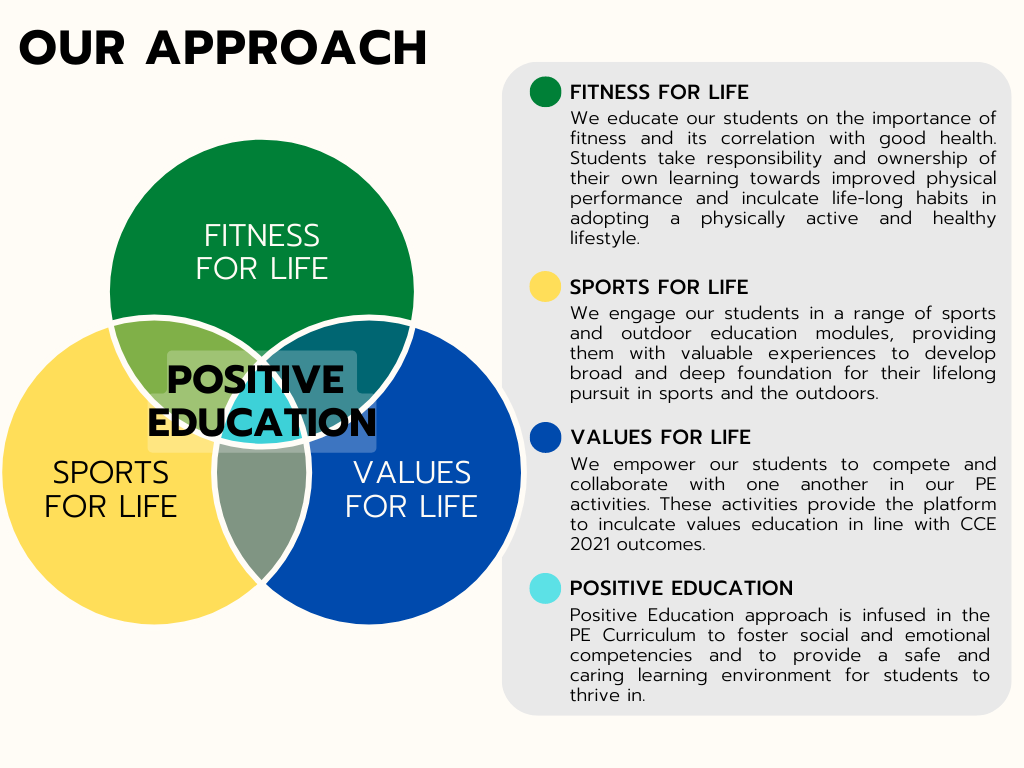 OUR APPROACH
FITNESS
FOR LIFE
POSITIVE
EDUCATION
SPORTS
FOR LIFE
VALUES
FOR LIFE
FITNESS FOR LIFE
We educate our students on the importance of
fitness and its correlation with good health.
Students take responsibility and ownership of
their own learning towards improved physical
performance and inculcate life-long habits in
adopting a physically active and healthy
lifestyle.
SPORTS FOR LIFE
We engage our students in a range of sports
and outdoor education modules, providing
them with valuable experiences to develop
broad and deep foundation for their lifelong
pursuit in sports and the outdoors.
VALUES FOR LIFE
We empower our students to compete and
collaborate with one another in our PE
activities. These activities provide the platform
to inculcate values education in line with CCE
2021 outcomes.
POSITIVE EDUCATION
Positive Education approach is infused in the
PE Curriculum to foster social and emotional
competencies and to provide a safe and
caring learning environment for students to
thrive in.